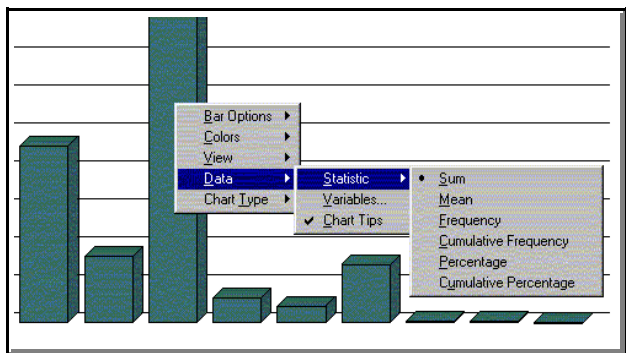 Bar Options
Colors
View
Data
Chart Type
Statistic
Variables...
Chart Tips
Sum
Mean
Frequency
Cumulative Frequency
Percentage
Cumulative Percentage